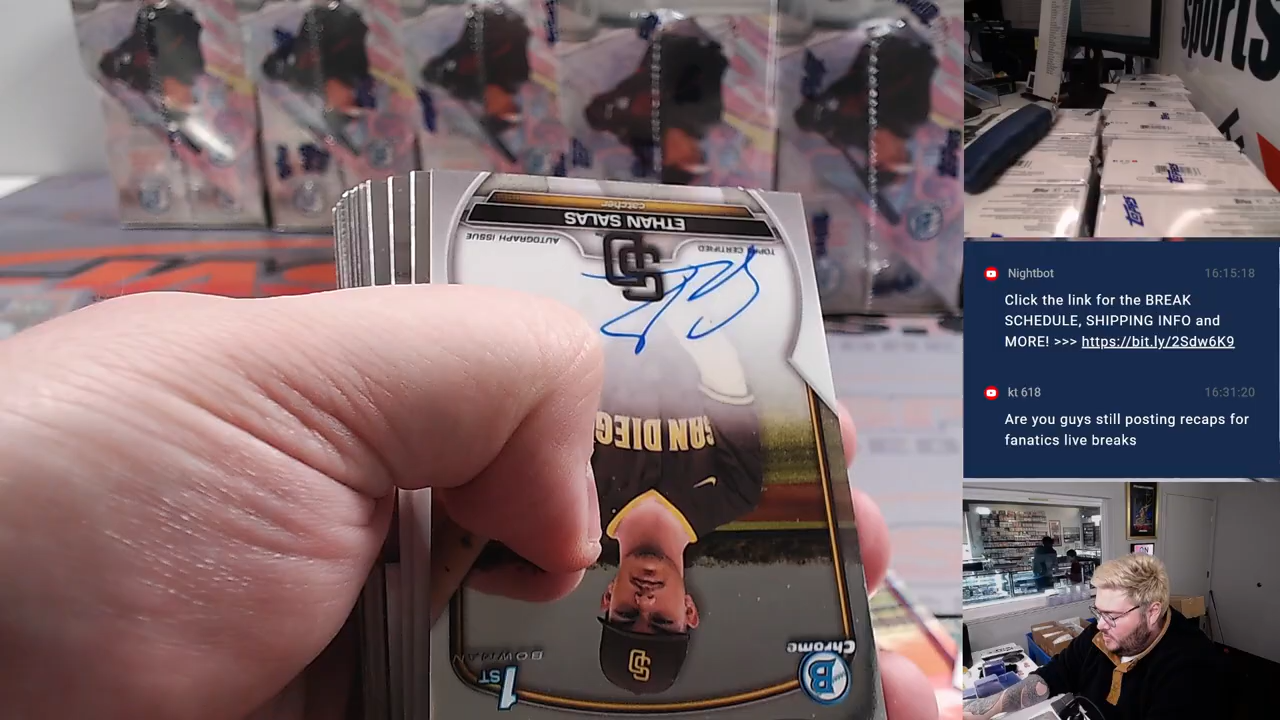 catcher
ETHAN SALAS
AUTOGRAPH ISSUE
TOPPS CERTIFIED
SAN DIEG
1ST
BOWMAN
B
Chrome
sports
topps
Nightbot
16:15:18
Click the link for the BREAK
SCHEDULE, SHIPPING INFO and
MORE! >>> https://bit.ly/2Sdw6K9
kt 618
16:31:20
Are you guys still posting recaps for
fanatics live breaks